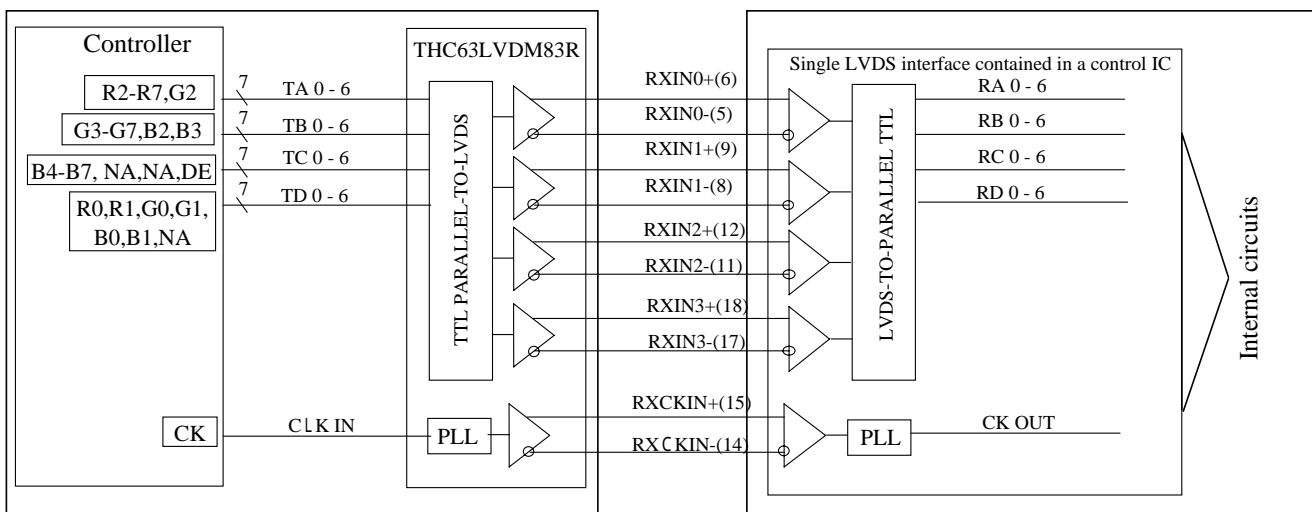 Controller
R2-R7,G2
G3-G7,B2,B3
B4-B7, NA,NA,DE
R0,R1,G0,G1,
B0,B1,NA
CK
7
TA 0 - 6
7
TB 0 - 6
7
TC 0 - 6
7
TD 0 - 6
CLK IN
THC63LVDM83R
TTL PARALLEL-TO-LVDS
PLL
RXIN0+(6)
RXIN0-(5)
RXIN1+(9)
RXIN1-(8)
RXIN2+(12)
RXIN2-(11)
RXIN3+(18)
RXIN3-(17)
RXCKIN+(15)
RXCKIN-(14)
Single LVDS interface contained in a control IC
LVDS-TO-PARALLEL TTL
PLL
RA 0 - 6
RB 0 - 6
RC 0 - 6
RD 0 - 6
CK OUT
Internal circuits